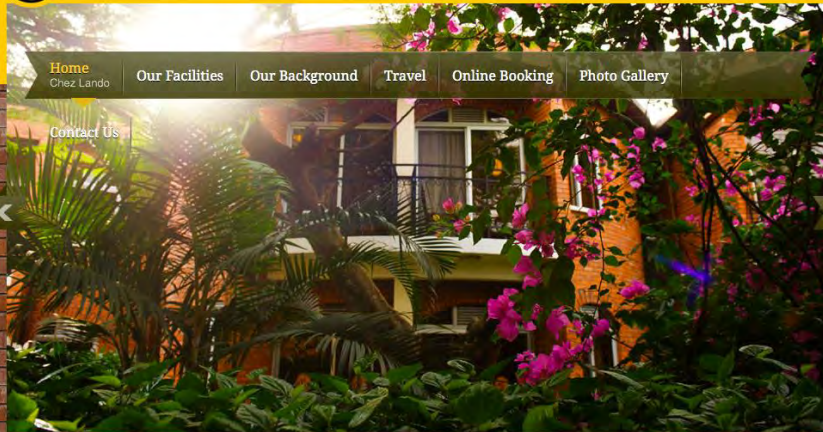 Home
Chez Lando
Our Facilities
Our Background
Travel
Online Booking
Photo Gallery
Contact Us